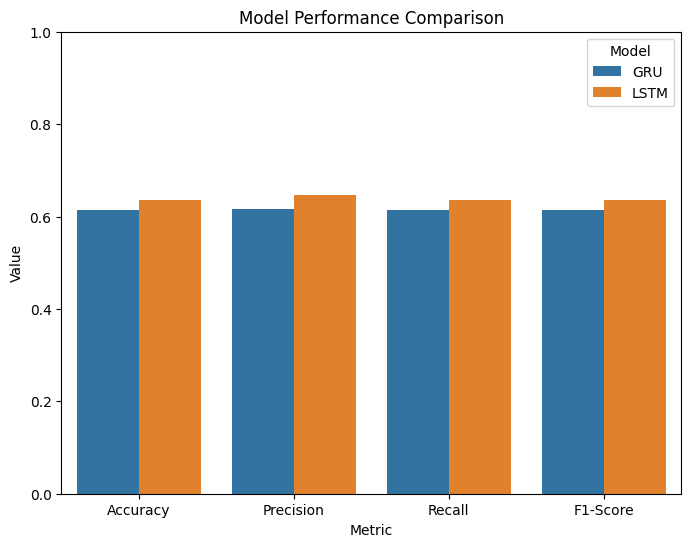 Model Performance Comparison
Model
GRU
LSTM
1.0
0.8
0.6
0.4
0.2
0.0
Value
Accuracy
Precision
Recall
F1-Score
Metric